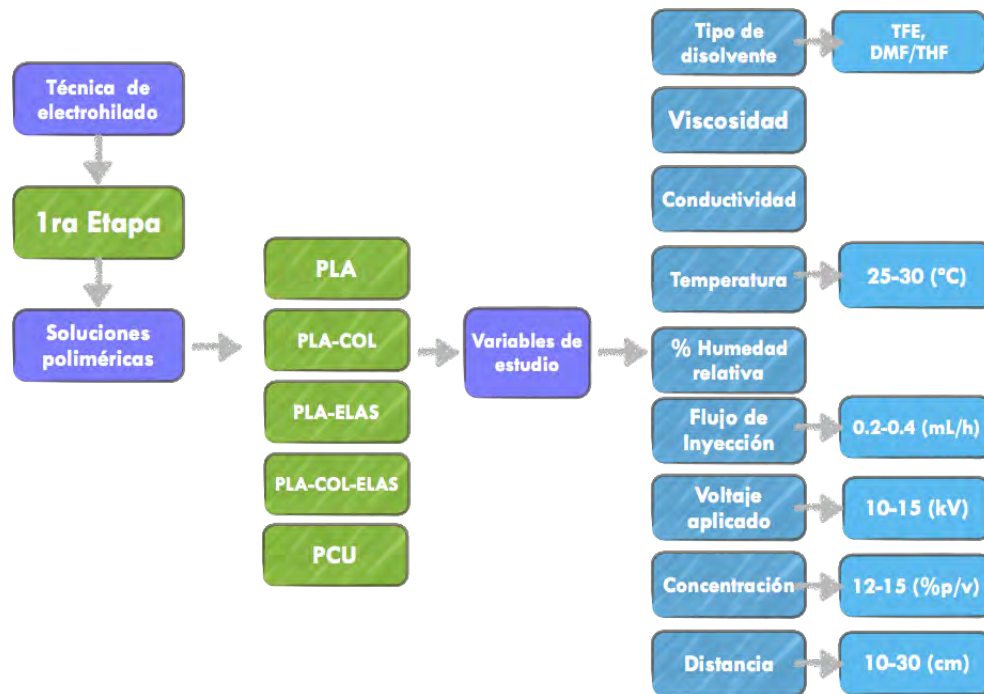 Técnica de
electrohilado
1ra Etapa
Soluciones
poliméricas
PLA
PLA-COL
PLA-ELAS
PLA-COL-ELAS
PCU
Variables de
estudio
Tipo de
disolvente
TFE,
DMF/THF
Viscosidad
Conductividad
Temperatura
25-30 (°C)
% Humedad
relativa
Flujo de
Inyección
0.2-0.4 (mL/h)
Voltaje
aplicado
10-15 (kV)
Concentración
12-15 (%p/v)
Distancia
10-30 (cm)